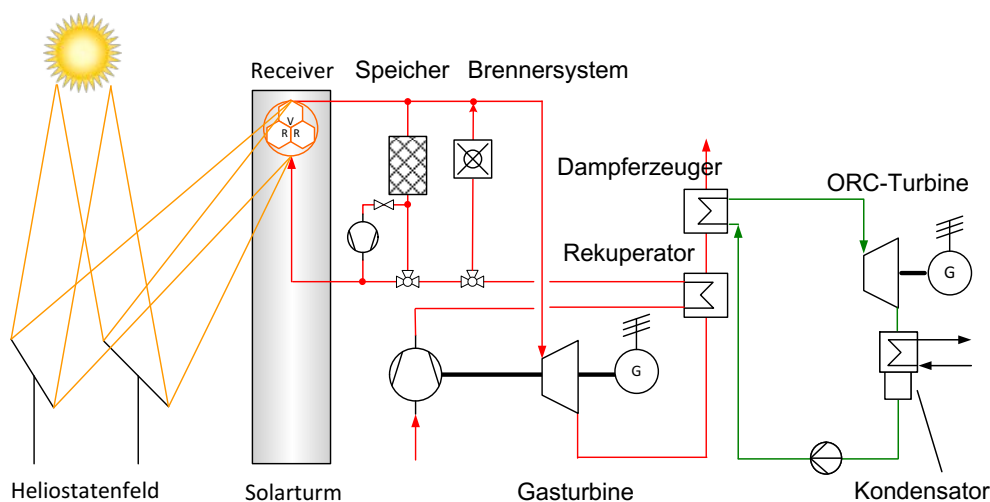 Receiver
Speicher
Brennersystem
V
R R
Dampferzeuger
ORC-Turbine
Rekuperator
G
G
Heliostatenfeld
Solarturm
Gasturbine
Kondensator